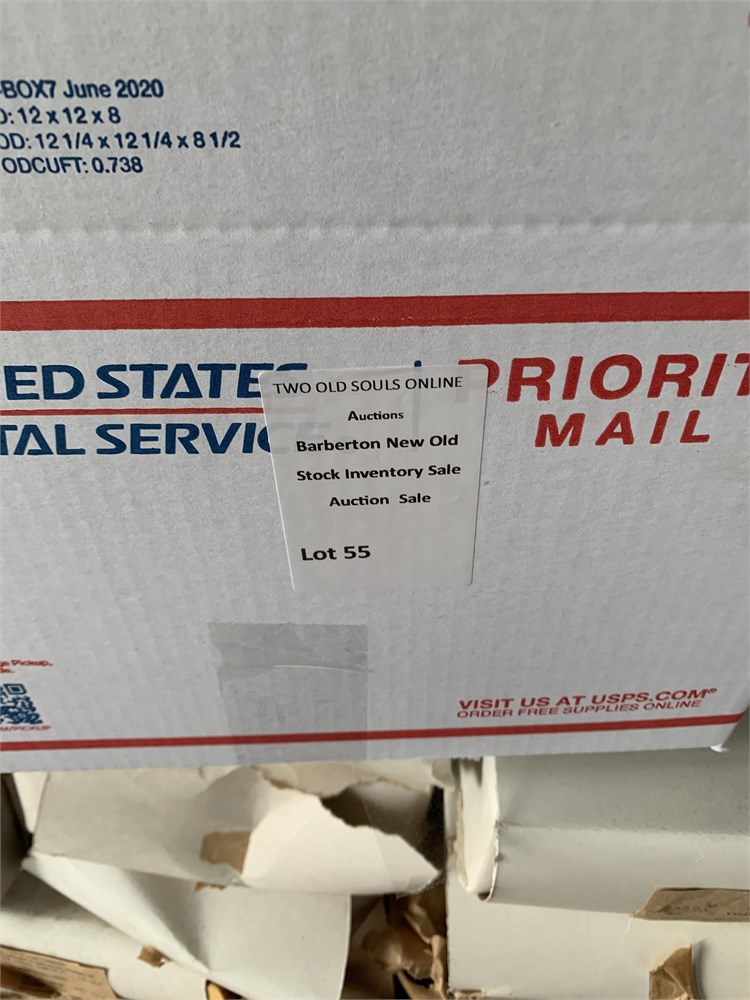 -BOX7 June 2020
D: 12 x 12 x 8
OD: 12 1/4 x 12 1/4 x 8 1/2
ODCUFT: 0.738
ED STATES
TAL SERVIC
PRIORIT
MAIL
TWO OLD SOULS ONLINE
Auctions
Barberton New Old
Stock Inventory Sale
Auction Sale
Lot 55
Pickup.
VISIT US AT USPS.COM®
ORDER FREE SUPPLIES ONLINE